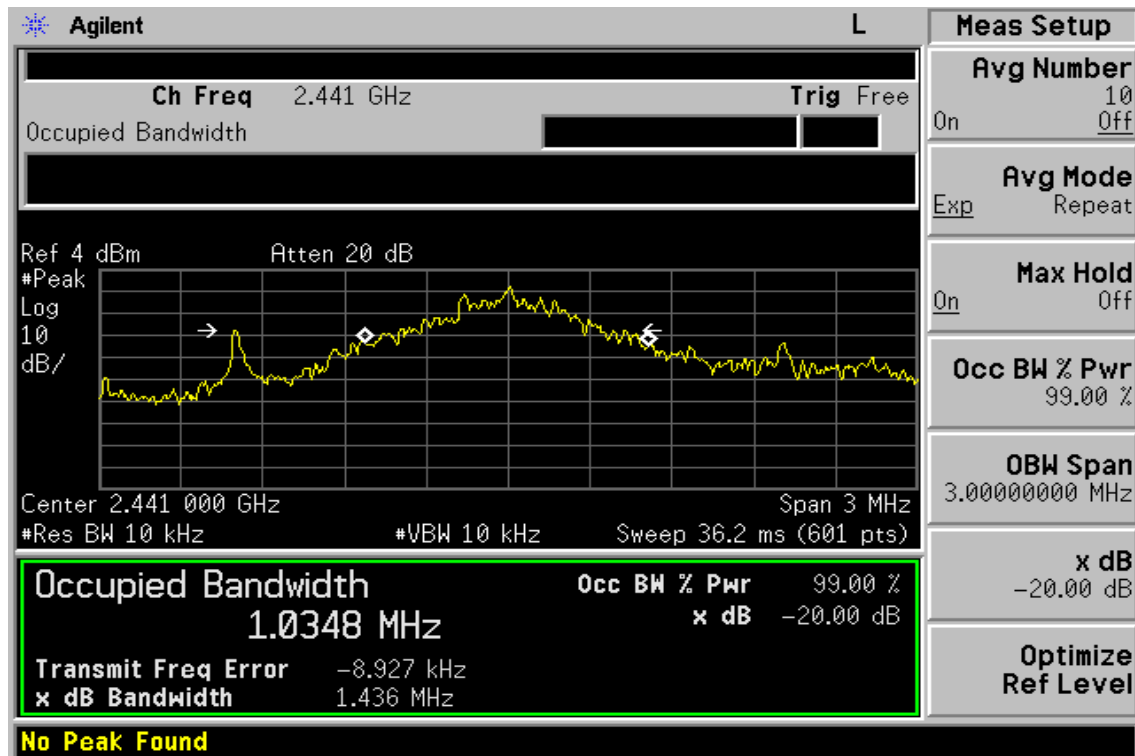 Agilent L Meas Setup
Ch Freq 2.441 GHz Trig Free
Occupied Bandwidth
Ref 4 dBm Atten 20 dB
#Peak
Log
10
dB/
Center 2.441 000 GHz Span 3 MHz
#Res BW 10 kHz #VBW 10 kHz Sweep 36.2 ms (601 pts)
Occupied Bandwidth Occ BW % Pwr 99.00 %
1.0348 MHz x dB -20.00 dB
Transmit Freq Error -8.927 kHz
x dB Bandwidth 1.436 MHz
No Peak Found
Avg Number
10
On Off
Avg Mode
Exp Repeat
Max Hold
On Off
Occ BW % Pwr
99.00 %
OBW Span
3.00000000 MHz
x dB
-20.00 dB
Optimize
Ref Level